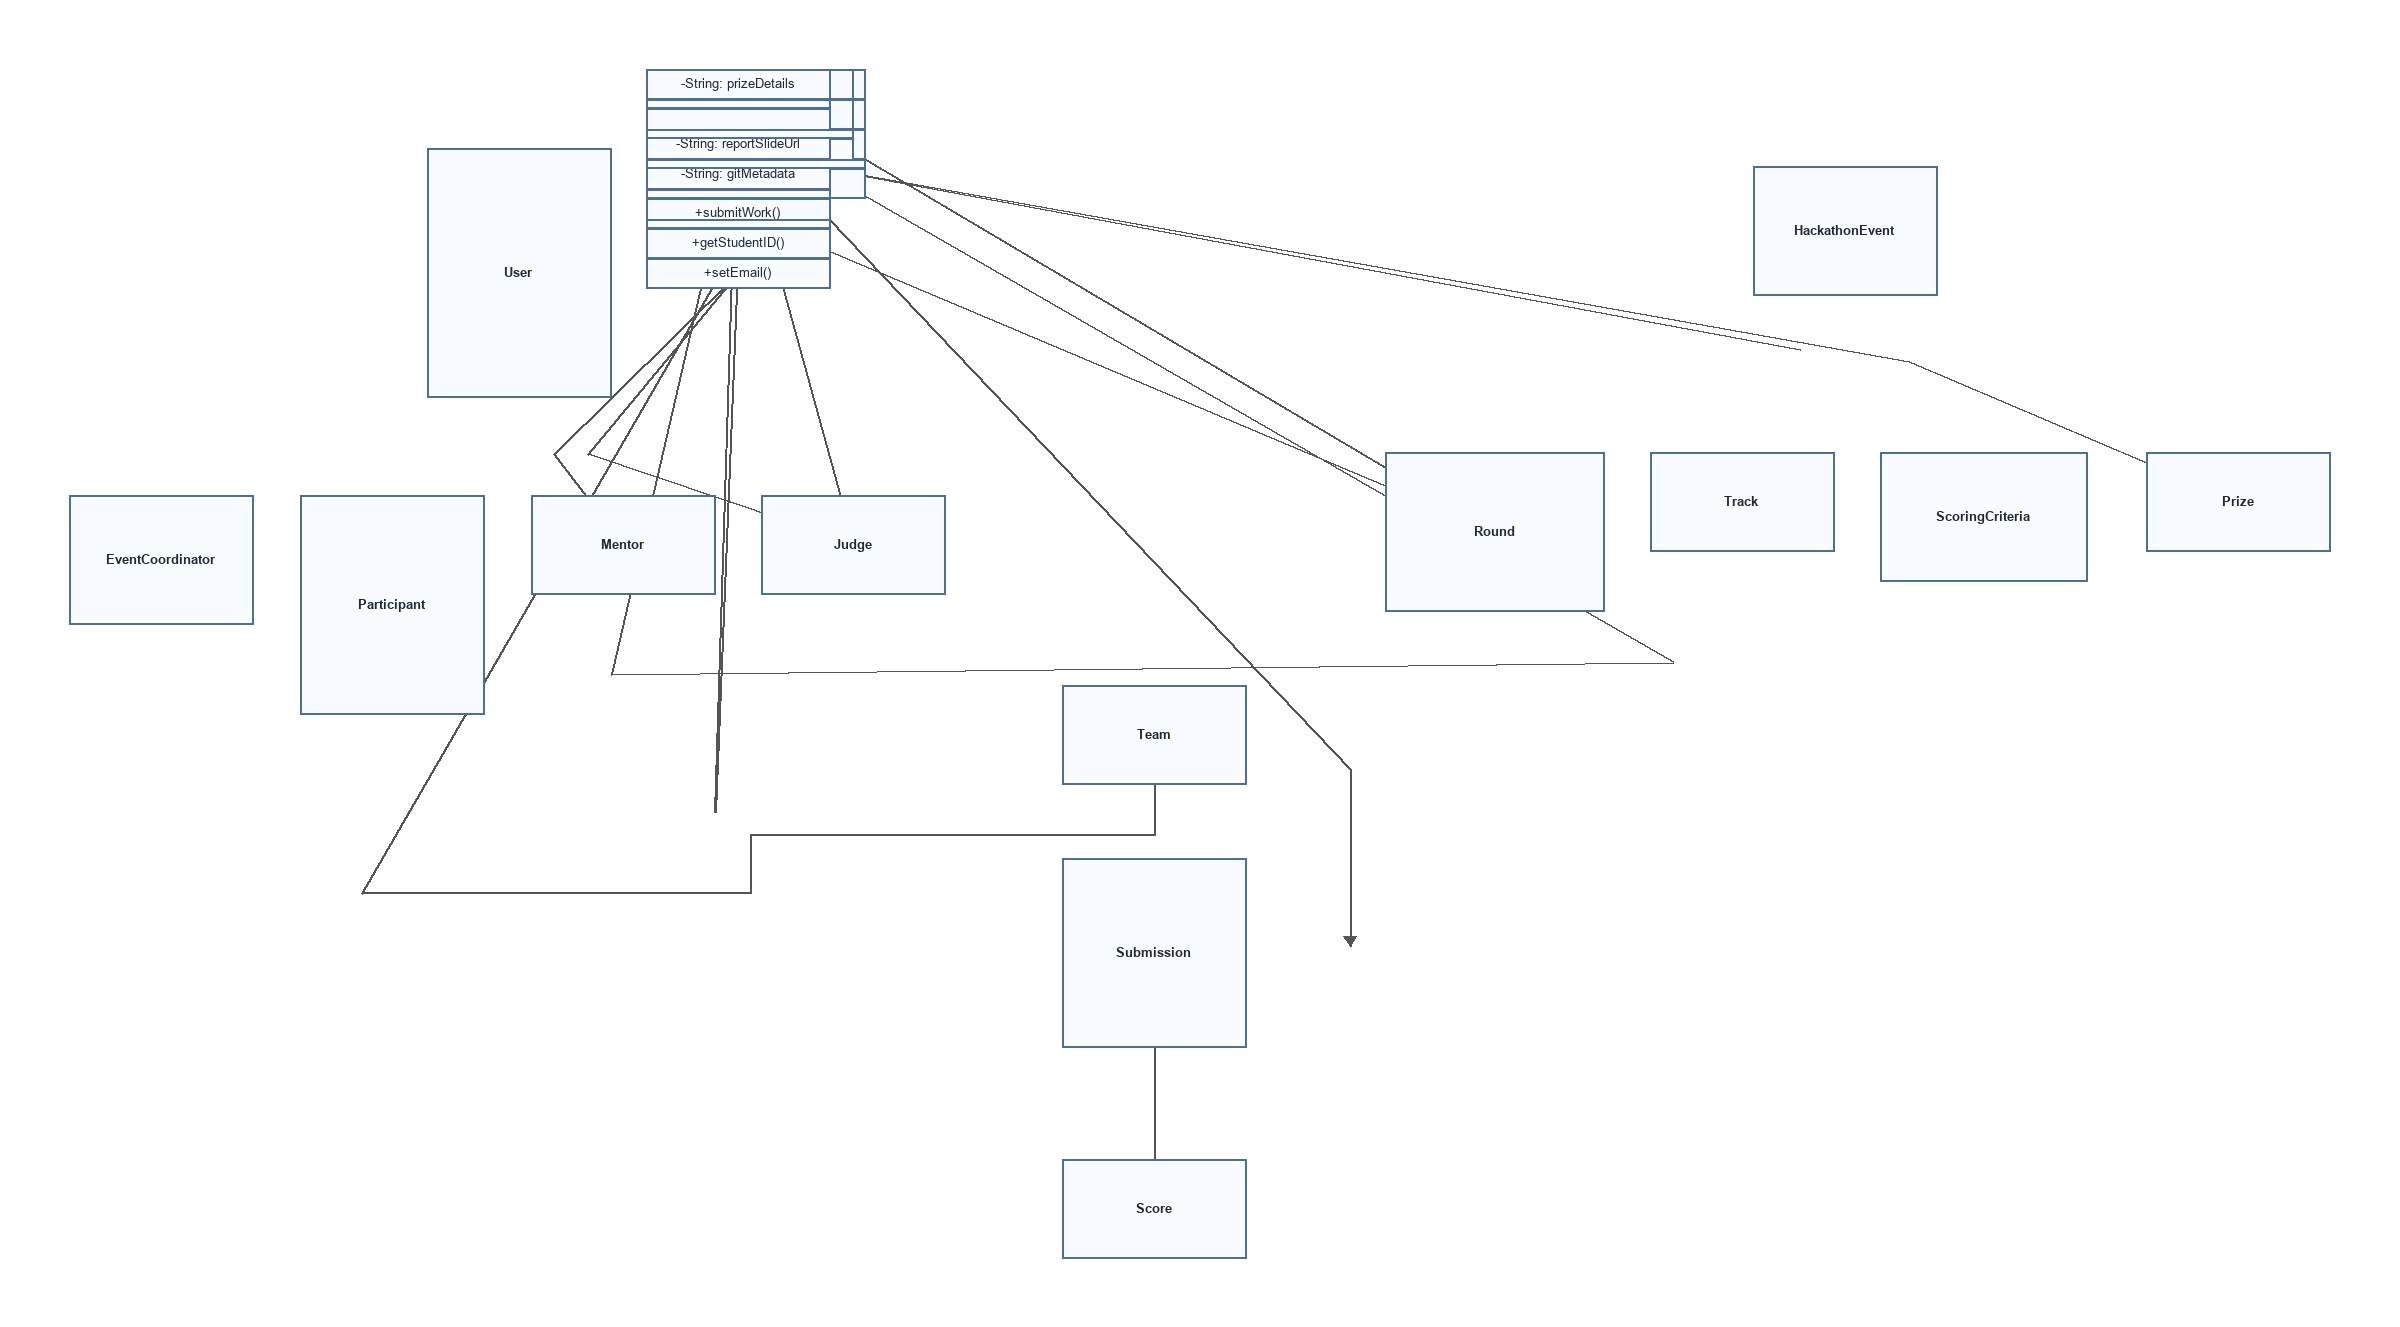 -String: prizeDetails
-String: reportSlideUrl
-String: gitMetadata
+submitWork()
+getStudentID()
+setEmail()
User
HackathonEvent
EventCoordinator
Participant
Mentor
Judge
Round
Track
ScoringCriteria
Prize
Team
Submission
Score